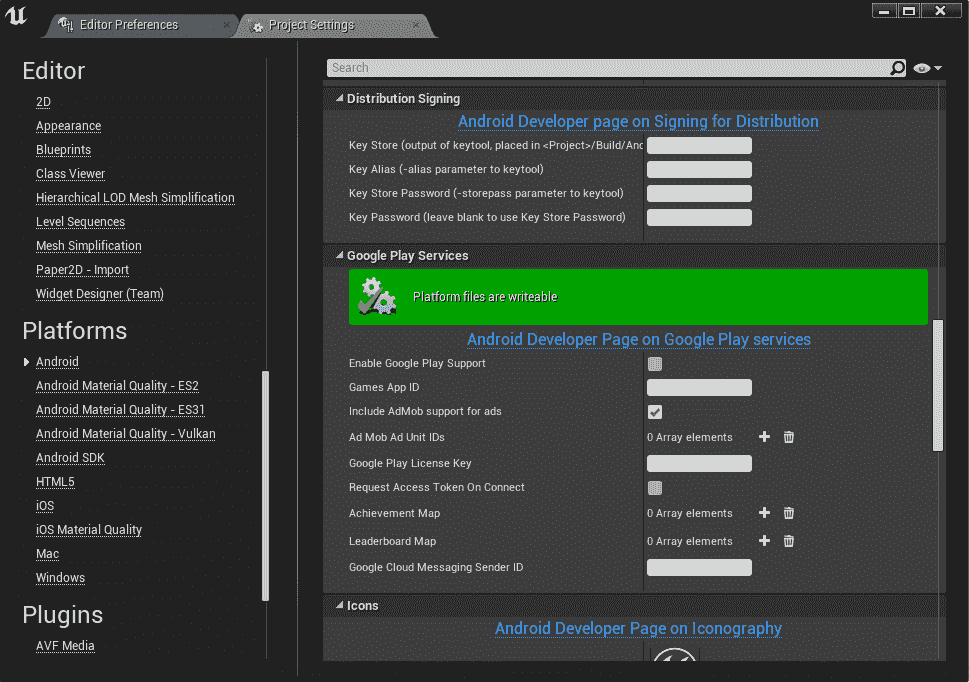 Editor Preferences
Project Settings
Editor
2D
Appearance
Blueprints
Class Viewer
Hierarchical LOD Mesh Simplification
Level Sequences
Mesh Simplification
Paper2D - Import
Widget Designer (Team)
Platforms
Android
Android Material Quality - ES2
Android Material Quality - ES31
Android Material Quality - Vulkan
Android SDK
HTML5
iOS
iOS Material Quality
Mac
Windows
Plugins
AVF Media
Search
Distribution Signing
Android Developer page on Signing for Distribution
Key Store (output of keytool, placed in <Project>/Build/And
Key Alias (-alias parameter to keytool)
Key Store Password (-storepass parameter to keytool)
Key Password (leave blank to use Key Store Password)
Google Play Services
Platform files are writeable
Android Developer Page on Google Play services
Enable Google Play Support
Games App ID
Include AdMob support for ads
Ad Mob Ad Unit IDs 0 Array elements
Google Play License Key
Request Access Token On Connect
Achievement Map 0 Array elements
Leaderboard Map 0 Array elements
Google Cloud Messaging Sender ID
Icons
Android Developer Page on Iconography